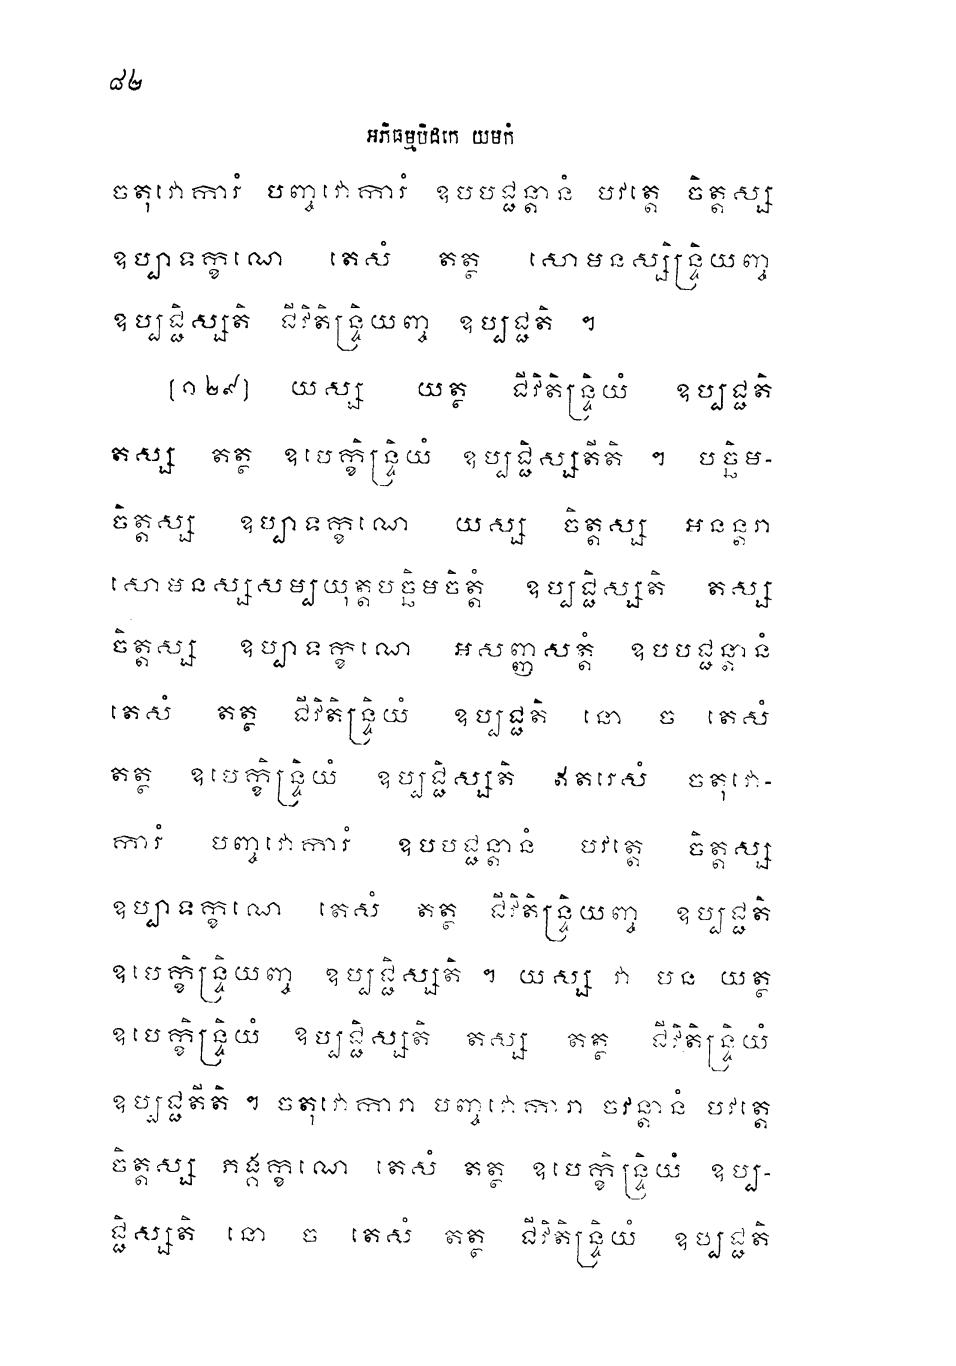 ៨២
អភិធម្មបិដកេ យមកំ
ចតុវោការំ បញ្ចវោការំ ឧបបជ្ជន្តានំ បវត្តេ ចិត្តស្ស
ឧប្បាទក្ខណេ តេសំ តត្ថ សោមនស្សិន្ទ្រិយញ្ច
ឧប្បជ្ជិស្សតិ ជីវិតិន្ទ្រិយញ្ច ឧប្បជ្ជតិ ។
[១២៩] យស្ស យត្ថ ជីវិតិន្ទ្រិយំ ឧប្បជ្ជតិ
តស្ស តត្ថ ឧបេក្ខិន្ទ្រិយំ ឧប្បជ្ជិស្សតីតិ ។ បច្ឆិម-
ចិត្តស្ស ឧប្បាទក្ខណេ យស្ស ចិត្តស្ស អនន្តរា
សោមនស្សសម្បយុត្តបច្ឆិមចិត្តំ ឧប្បជ្ជិស្សតិ តស្ស
ចិត្តស្ស ឧប្បាទក្ខណេ អសញ្ញសត្តំ ឧបបជ្ជន្តានំ
តេសំ តត្ថ ជីវិតិន្ទ្រិយំ ឧប្បជ្ជតិ នោ ច តេសំ
តត្ថ ឧបេក្ខិន្ទ្រិយំ ឧប្បជ្ជិស្សតិ ឥតរេសំ ចតុវោ-
ការំ បញ្ចវោការំ ឧបបជ្ជន្តានំ បវត្តេ ចិត្តស្ស
ឧប្បាទក្ខណេ តេសំ តត្ថ ជីវិតិន្ទ្រិយញ្ច ឧប្បជ្ជតិ
ឧបេក្ខិន្ទ្រិយញ្ច ឧប្បជ្ជិស្សតិ ។ យស្ស វា បន យត្ថ
ឧបេក្ខិន្ទ្រិយំ ឧប្បជ្ជិស្សតិ តស្ស តត្ថ ជីវិតិន្ទ្រិយំ
ឧប្បជ្ជតីតិ ។ ចតុវោការា បញ្ចវោការា ចវន្តានំ បវត្តេ
ចិត្តស្ស ភង្គក្ខណេ តេសំ តត្ថ ឧបេក្ខិន្ទ្រិយំ ឧប្ប-
ជ្ជិស្សតិ នោ ច តេសំ តត្ថ ជីវិតិន្ទ្រិយំ ឧប្បជ្ជតិ